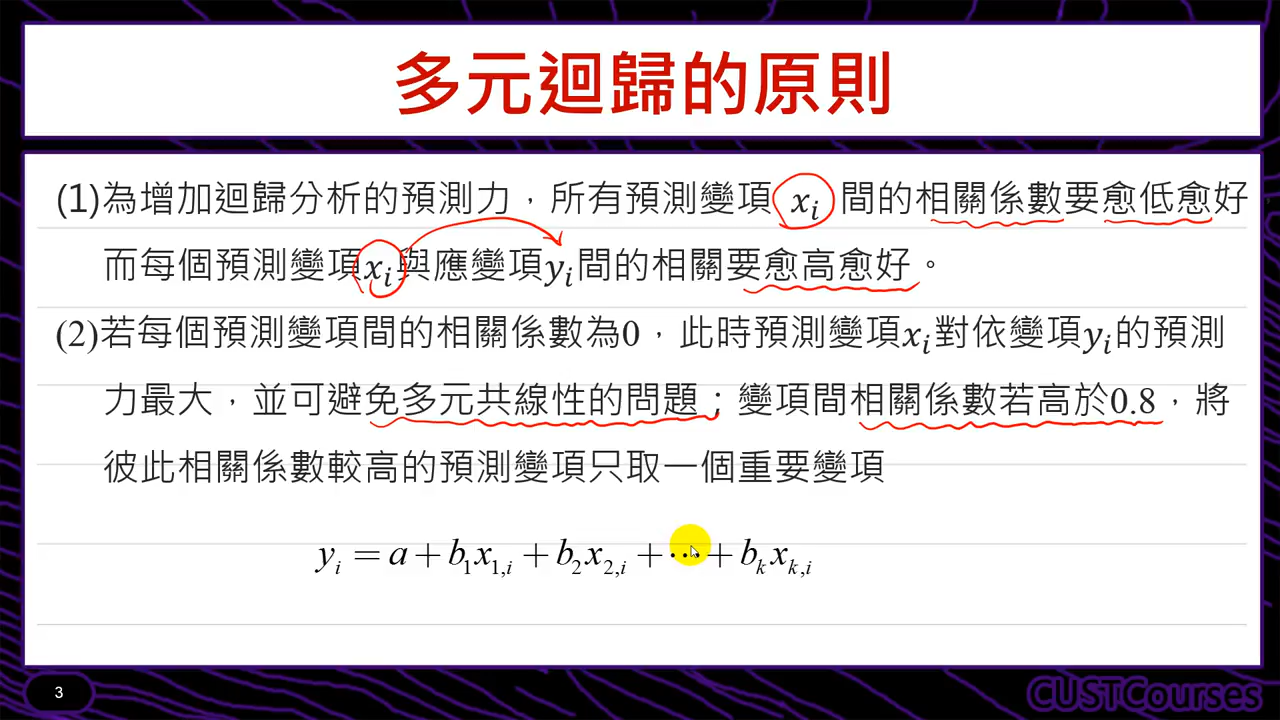 多元迴歸的原則
(1)為增加迴歸分析的預測力，所有預測變項 xᵢ 間的相關係數要愈低愈好
而每個預測變項xᵢ與應變項yᵢ間的相關要愈高愈好。
(2)若每個預測變項間的相關係數為0，此時預測變項xᵢ對依變項yᵢ的預測
力最大，並可避免多元共線性的問題；變項間相關係數若高於0.8，將
彼此相關係數較高的預測變項只取一個重要變項
yᵢ = a + b₁x₁,ᵢ + b₂x₂,ᵢ + ⋯ + bₖxₖ,ᵢ
3
CUSTCourses